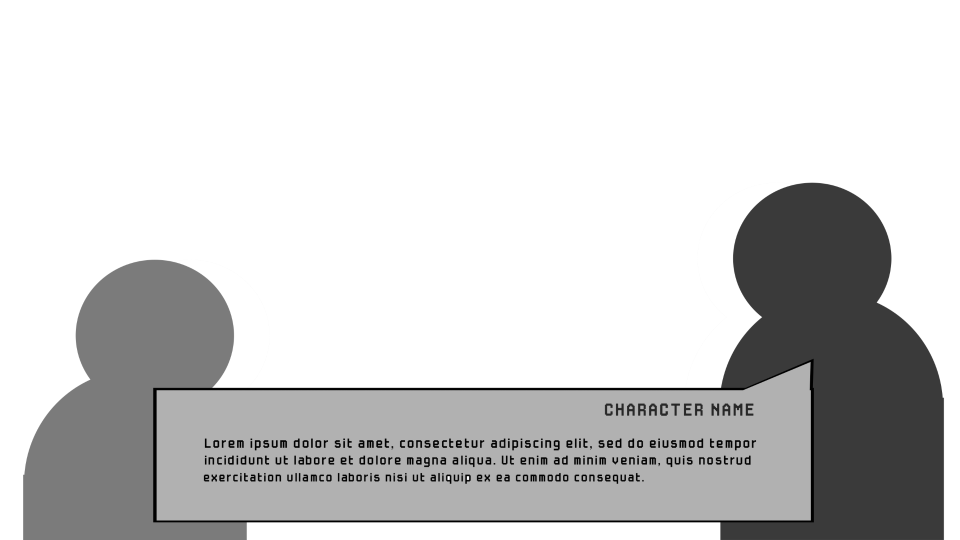 CHARACTER NAME
Lorem ipsum dolor sit amet, consectetur adipiscing elit, sed do eiusmod tempor
incididunt ut labore et dolore magna aliqua. Ut enim ad minim veniam, quis nostrud
exercitation ullamco laboris nisi ut aliquip ex ea commodo consequat.